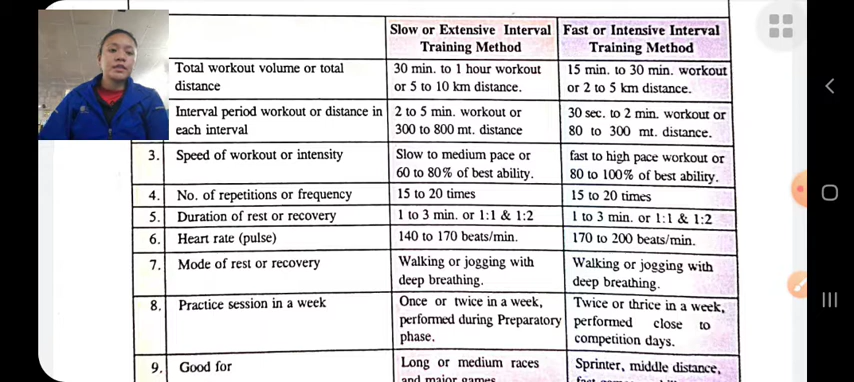 Slow or Extensive Interval Training Method
Fast or Intensive Interval Training Method
Total workout volume or total distance
30 min. to 1 hour workout or 5 to 10 km distance.
15 min. to 30 min. workout or 2 to 5 km distance.
Interval period workout or distance in each interval
2 to 5 min. workout or 300 to 800 mt. distance
30 sec. to 2 min. workout or 80 to 300 mt. distance.
3. Speed of workout or intensity
Slow to medium pace or 60 to 80% of best ability.
fast to high pace workout or 80 to 100% of best ability.
4. No. of repetitions or frequency
15 to 20 times
15 to 20 times
5. Duration of rest or recovery
1 to 3 min. or 1:1 & 1:2
1 to 3 min. or 1:1 & 1:2
6. Heart rate (pulse)
140 to 170 beats/min.
170 to 200 beats/min.
7. Mode of rest or recovery
Walking or jogging with deep breathing.
Walking or jogging with deep breathing.
8. Practice session in a week
Once or twice in a week, performed during Preparatory phase.
Twice or thrice in a week, performed close to competition days.
9. Good for
Long or medium races and major games
Sprinter, middle distance,